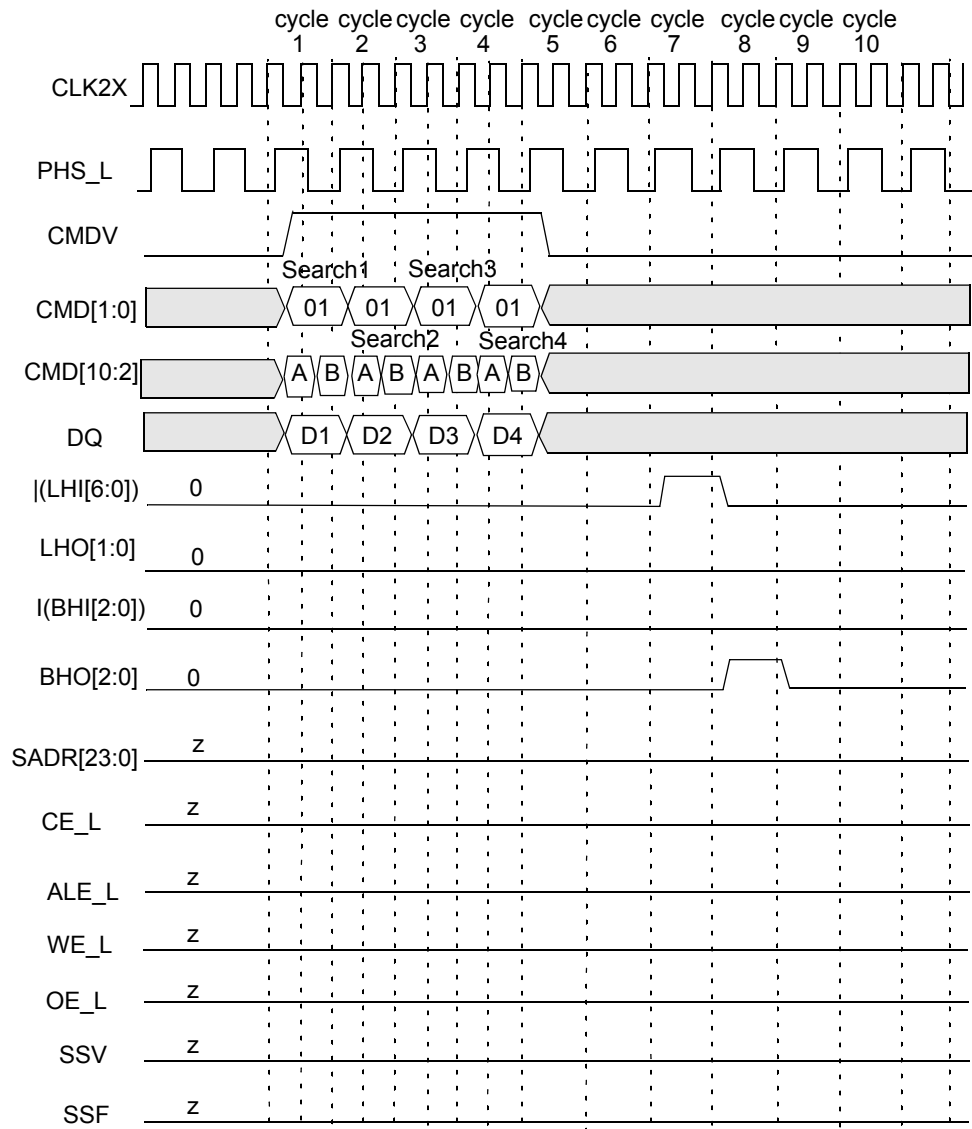 cycle cycle cycle cycle cycle cycle cycle cycle cycle cycle
1 2 3 4 5 6 7 8 9 10
CLK2X
PHS_L
CMDV
Search1 Search3
CMD[1:0] 01 01 01 01
Search2 Search4
CMD[10:2] A B A B A B A B
DQ D1 D2 D3 D4
|(LHI[6:0]) 0
LHO[1:0] 0
I(BHI[2:0]) 0
BHO[2:0] 0
SADR[23:0] z
CE_L z
ALE_L z
WE_L z
OE_L z
SSV z
SSF z